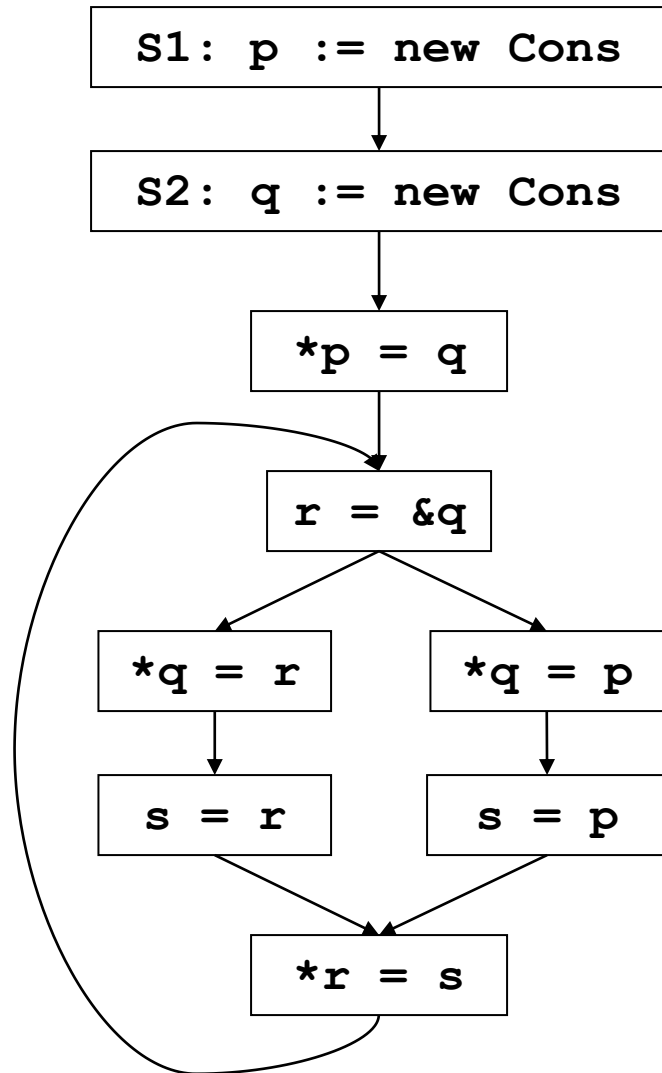 S1: p := new Cons
S2: q := new Cons
*p = q
r = &q
*q = r
*q = p
s = r
s = p
*r = s